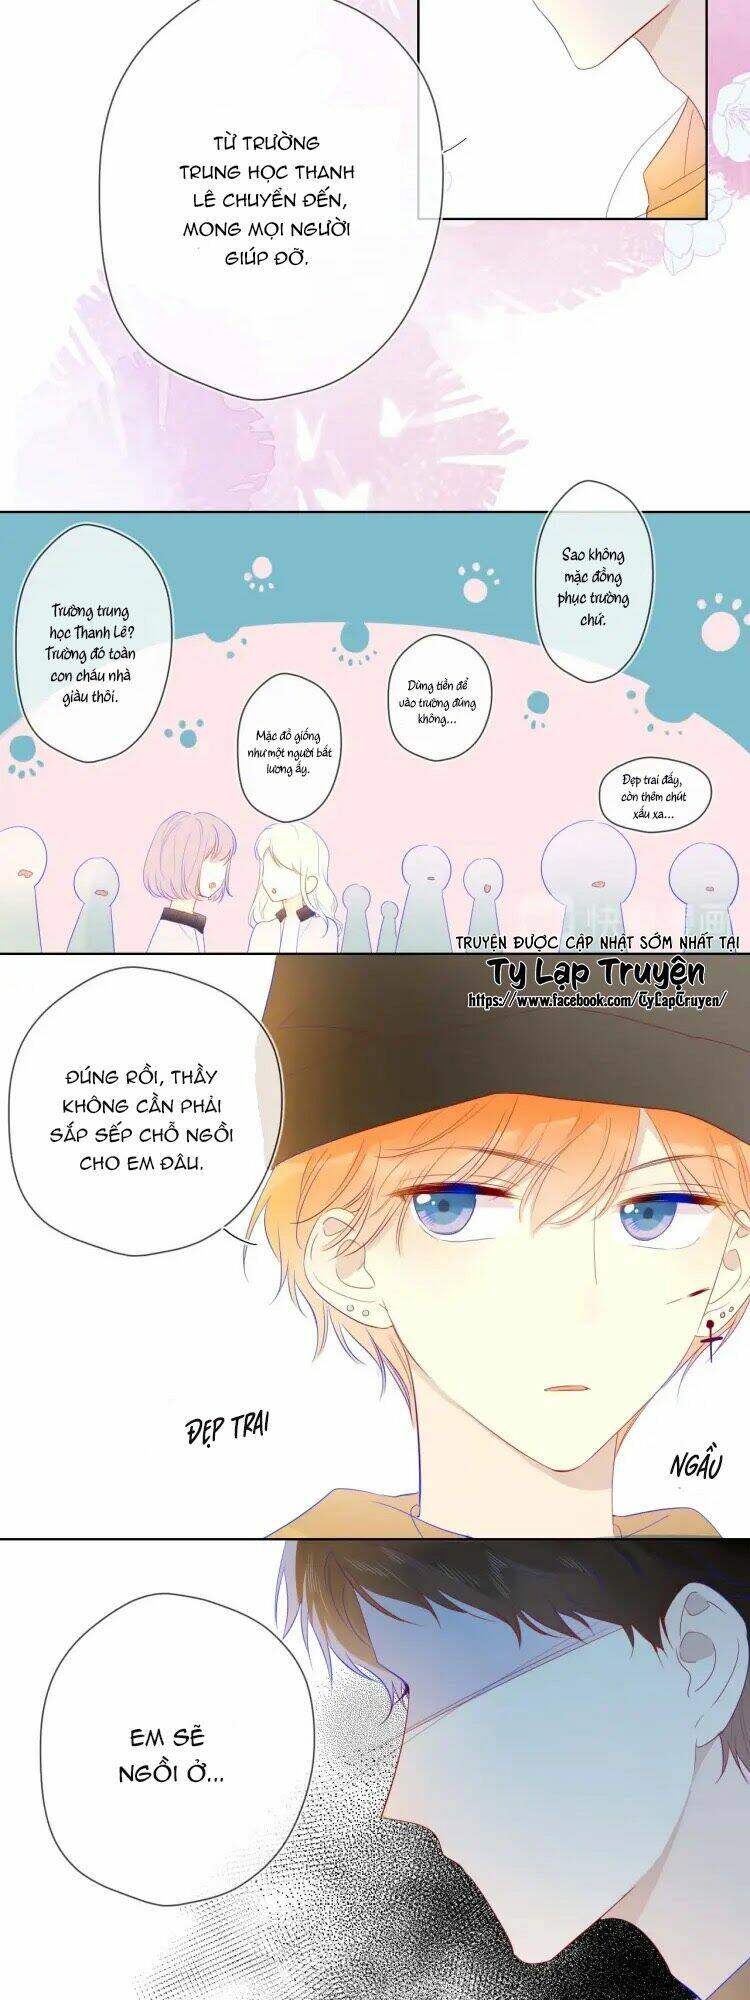 TỪ TRƯỜNG
TRUNG HỌC THANH
LÊ CHUYỂN ĐẾN,
MONG MỌI NGƯỜI
GIÚP ĐỠ.
Sao không
mặc đồng
phục trường
chứ.
Trường trung
học Thanh Lê?
Trường đó toàn
con cháu nhà
giàu thôi.
Dùng tiền để
vào trường đúng
không...
Mặc đồ giống
như một người bất
lương ấy.
Đẹp trai đấy,
còn thêm chút
xấu xa...
TRUYỆN ĐƯỢC CẬP NHẬT SỚM NHẤT TẠI
Ty Lạp Truyện
https://www.facebook.com/TyLapTruyen/
ĐÚNG RỒI, THẦY
KHÔNG CẦN PHẢI
SẮP SẾP CHỖ NGỒI
CHO EM ĐÂU.
ĐẸP TRAI
NGẦU
EM SẼ
NGỒI Ở...